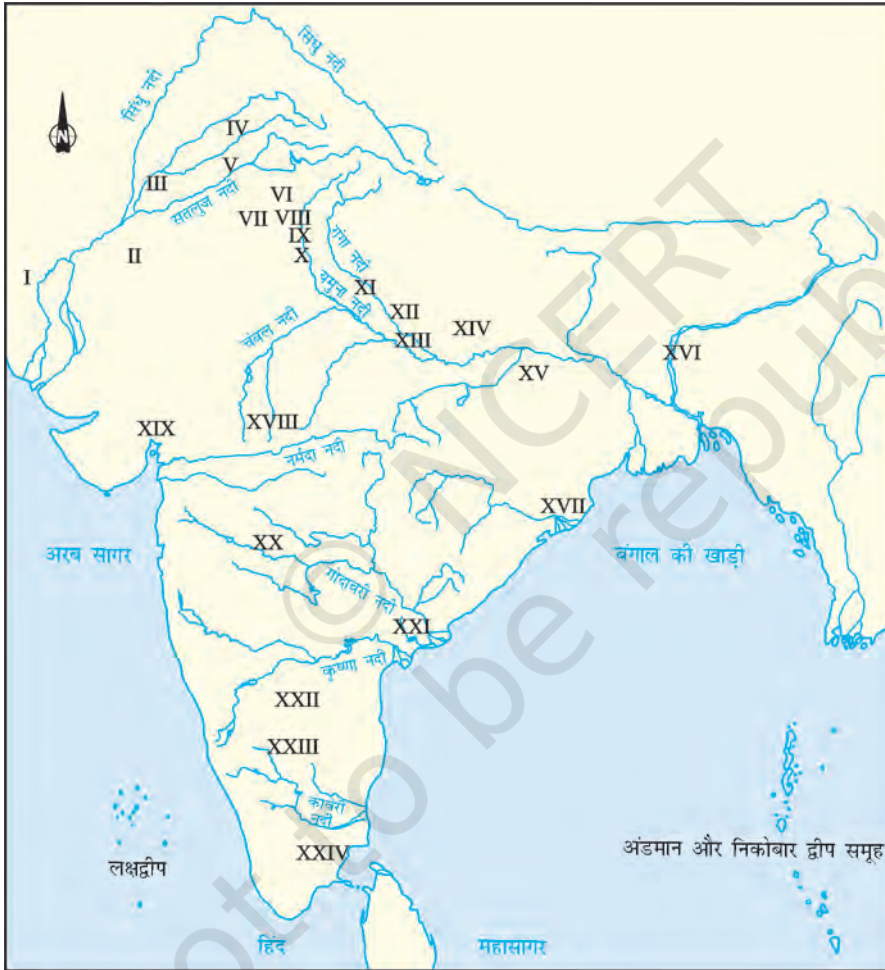 सिंधु नदी
सिंधु नदी
N
IV
V
III
सतलुज नदी
VI
VII VIII
IX
X
II
I
गंगा नदी
यमुना नदी
XI
XII
XIII
XIV
चंबल नदी
XV
XVI
XVIII
XIX
नर्मदा नदी
XVII
अरब सागर
बंगाल की खाड़ी
XX
गोदावरी नदी
XXI
कृष्णा नदी
XXII
XXIII
कावेरी
नदी
XXIV
लक्षद्वीप
अंडमान और निकोबार द्वीप समूह
हिंद महासागर
© NCERT
not to be republ